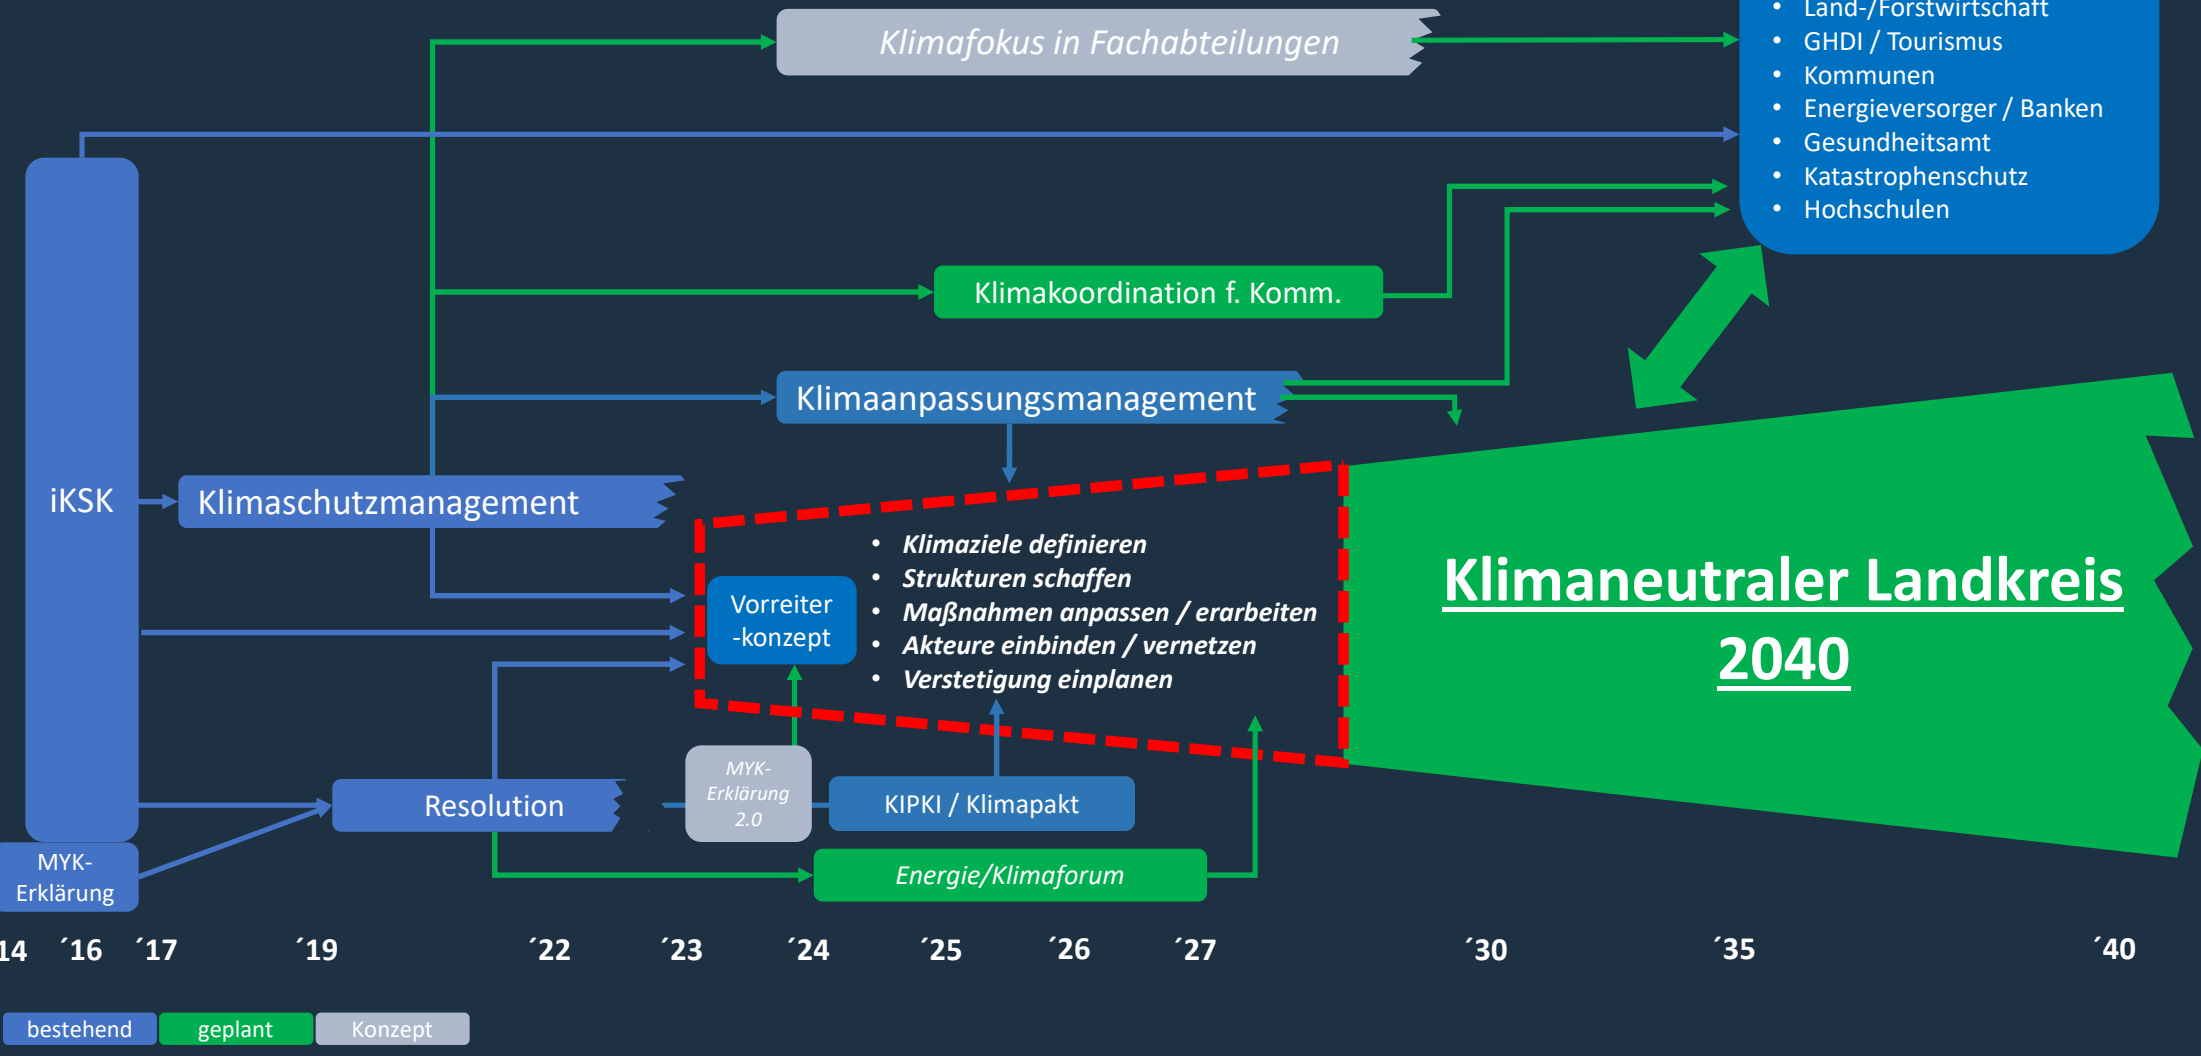 Klimafokus in Fachabteilungen
• Land-/Forstwirtschaft
• GHDI / Tourismus
• Kommunen
• Energieversorger / Banken
• Gesundheitsamt
• Katastrophenschutz
• Hochschulen
Klimakoordination f. Komm.
Klimaanpassungsmanagement
iKSK
Klimaschutzmanagement
Vorreiter
-konzept
• Klimaziele definieren
• Strukturen schaffen
• Maßnahmen anpassen / erarbeiten
• Akteure einbinden / vernetzen
• Verstetigung einplanen
Klimaneutraler Landkreis
2040
Resolution
MYK-
Erklärung
2.0
KIPKI / Klimapakt
MYK-
Erklärung
Energie/Klimaforum
14 ´16 ´17 ´19 ´22 ´23 ´24 ´25 ´26 ´27 ´30 ´35 ´40
bestehend geplant Konzept